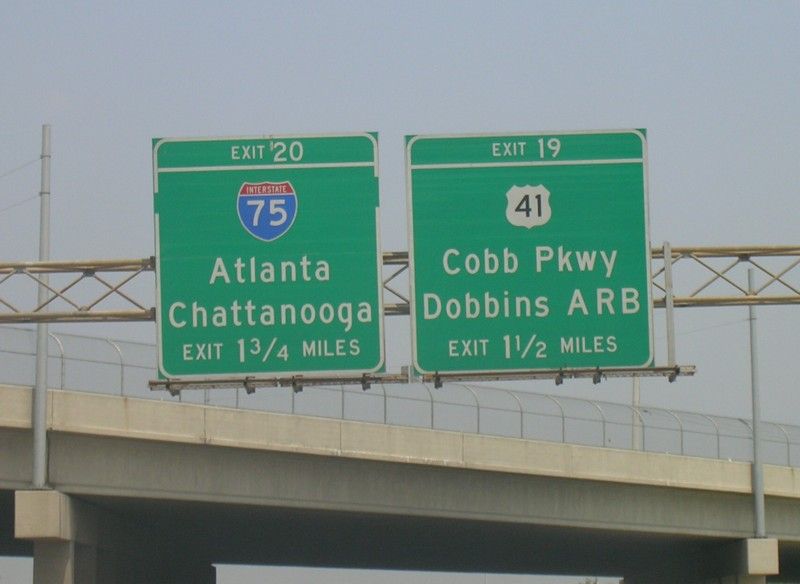 EXIT 20
INTERSTATE
75
Atlanta
Chattanooga
EXIT 1 3/4 MILES
EXIT 19
41
Cobb Pkwy
Dobbins ARB
EXIT 1 1/2 MILES